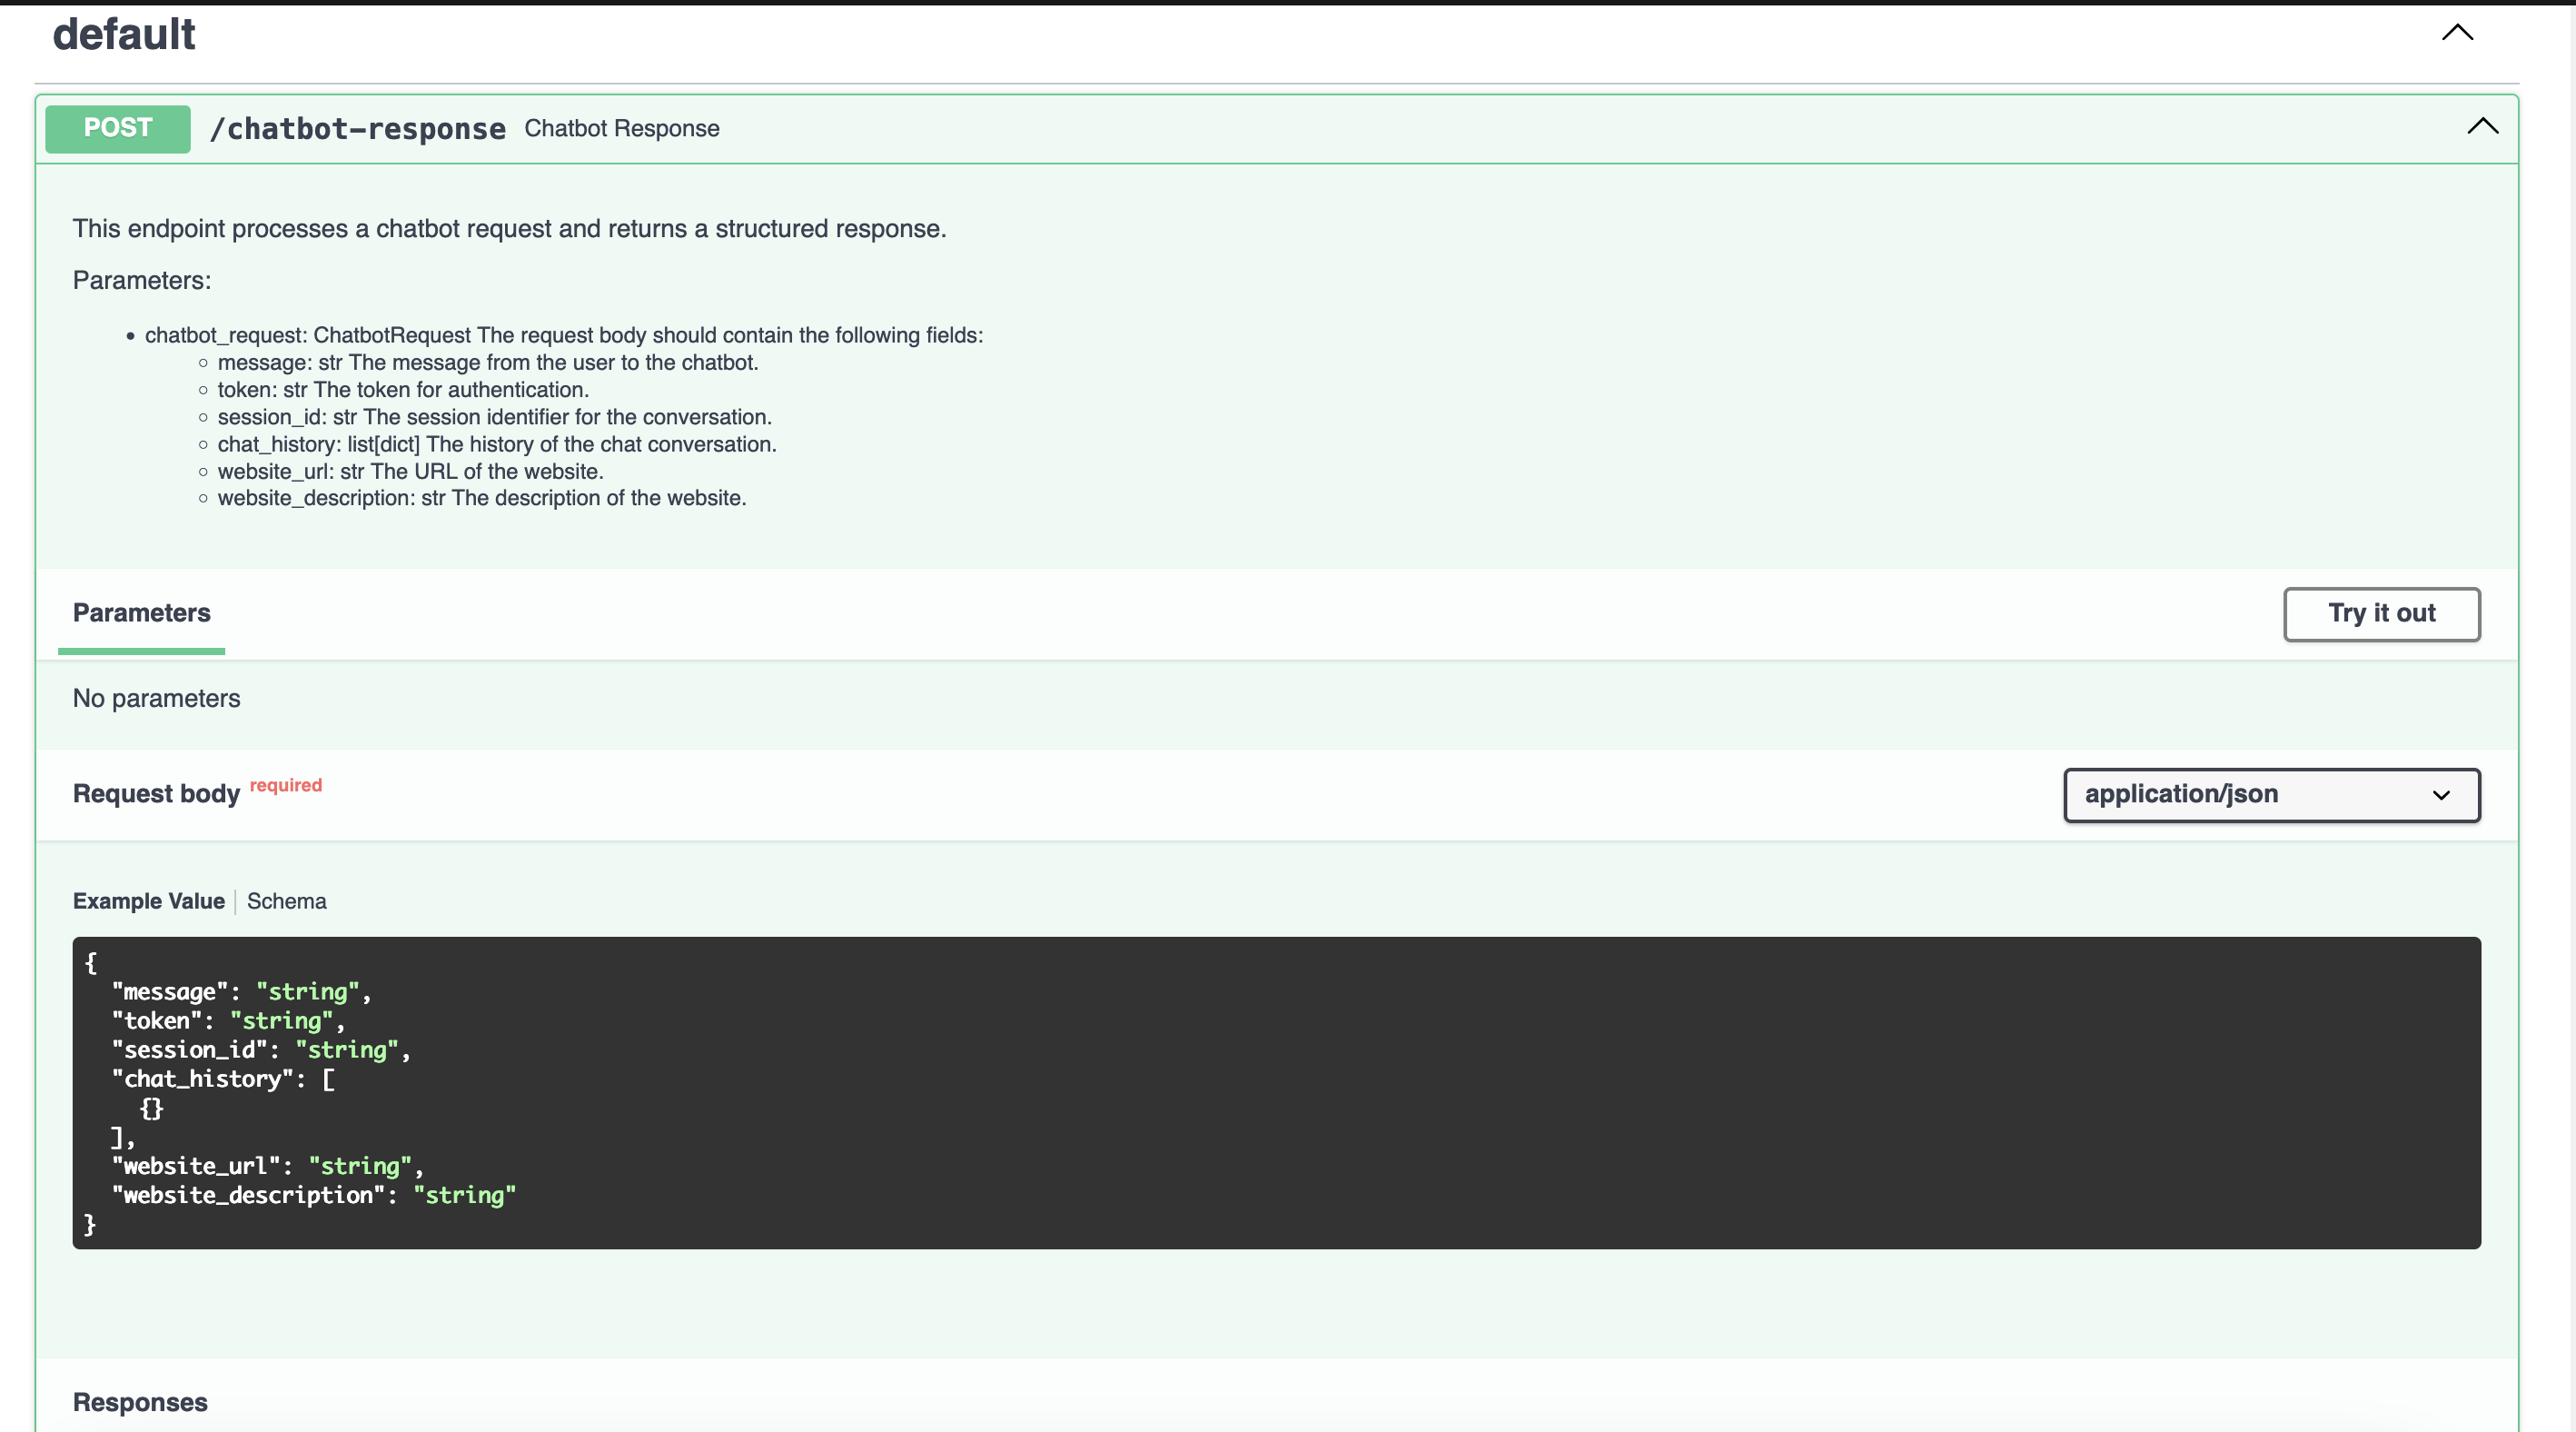 default
POST /chatbot-response Chatbot Response
This endpoint processes a chatbot request and returns a structured response.
Parameters:
• chatbot_request: ChatbotRequest The request body should contain the following fields:
◦ message: str The message from the user to the chatbot.
◦ token: str The token for authentication.
◦ session_id: str The session identifier for the conversation.
◦ chat_history: list[dict] The history of the chat conversation.
◦ website_url: str The URL of the website.
◦ website_description: str The description of the website.
Parameters
Try it out
No parameters
Request body required
application/json
Example Value | Schema
{
  "message": "string",
  "token": "string",
  "session_id": "string",
  "chat_history": [
    {}
  ],
  "website_url": "string",
  "website_description": "string"
}
Responses